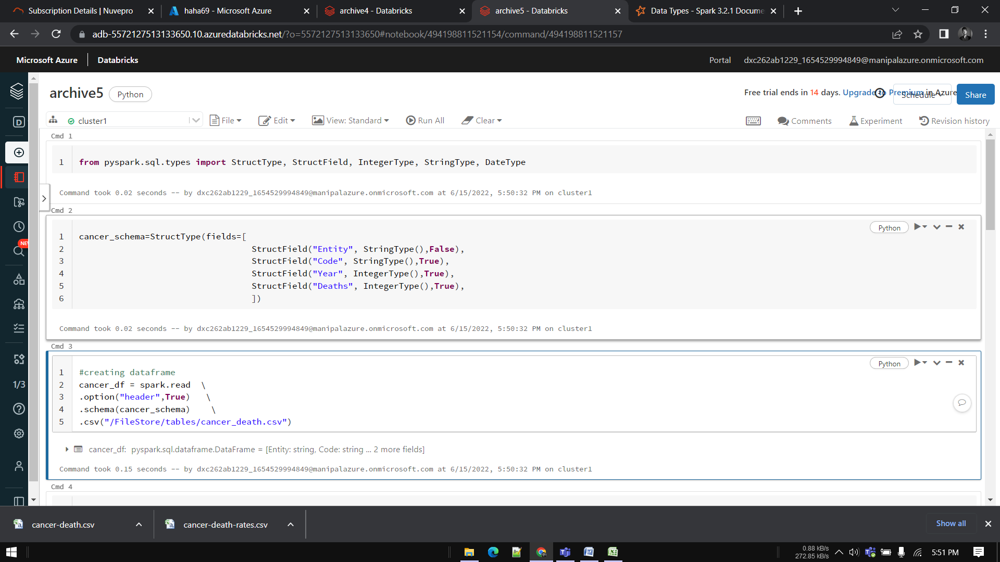 Subscription Details | Nuvepro
haha69 - Microsoft Azure
archive4 - Databricks
archive5 - Databricks
Data Types - Spark 3.2.1 Docume
adb-5572127513133650.10.azuredatabricks.net/?o=5572127513133650#notebook/494198811521154/command/494198811521157
Microsoft Azure
Databricks
Portal
dxc262ab1229_1654529994849@manipalazure.onmicrosoft.com
archive5
Python
Free trial ends in 14 days. Upgrade to Premium in Azure
Schedule
Share
cluster1
File
Edit
View: Standard
Run All
Clear
Comments
Experiment
Revision history
D
NEW
1/3
Cmd 1
1 from pyspark.sql.types import StructType, StructField, IntegerType, StringType, DateType
Command took 0.02 seconds -- by dxc262ab1229_1654529994849@manipalazure.onmicrosoft.com at 6/15/2022, 5:50:32 PM on cluster1
Cmd 2
Python
1 cancer_schema=StructType(fields=[
2 StructField("Entity", StringType(),False),
3 StructField("Code", StringType(),True),
4 StructField("Year", IntegerType(),True),
5 StructField("Deaths", IntegerType(),True),
6 ])
Command took 0.02 seconds -- by dxc262ab1229_1654529994849@manipalazure.onmicrosoft.com at 6/15/2022, 5:50:32 PM on cluster1
Cmd 3
Python
1 #creating dataframe
2 cancer_df = spark.read \
3 .option("header",True) \
4 .schema(cancer_schema) \
5 .csv("/FileStore/tables/cancer_death.csv")
cancer_df: pyspark.sql.dataframe.DataFrame = [Entity: string, Code: string ... 2 more fields]
Command took 0.15 seconds -- by dxc262ab1229_1654529994849@manipalazure.onmicrosoft.com at 6/15/2022, 5:50:32 PM on cluster1
Cmd 4
cancer-death.csv
cancer-death-rates.csv
Show all
0.88 kB/s
272.85 kB/s
5:51 PM